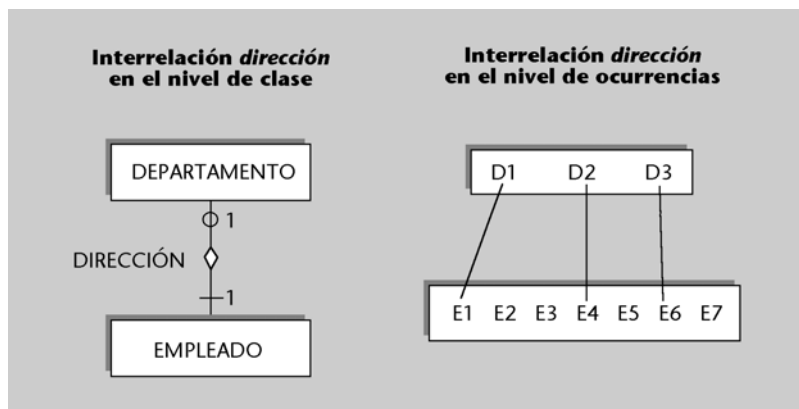 Interrelación dirección
en el nivel de clase
DEPARTAMENTO
1
DIRECCIÓN
1
EMPLEADO
Interrelación dirección
en el nivel de ocurrencias
D1 D2 D3
E1 E2 E3 E4 E5 E6 E7